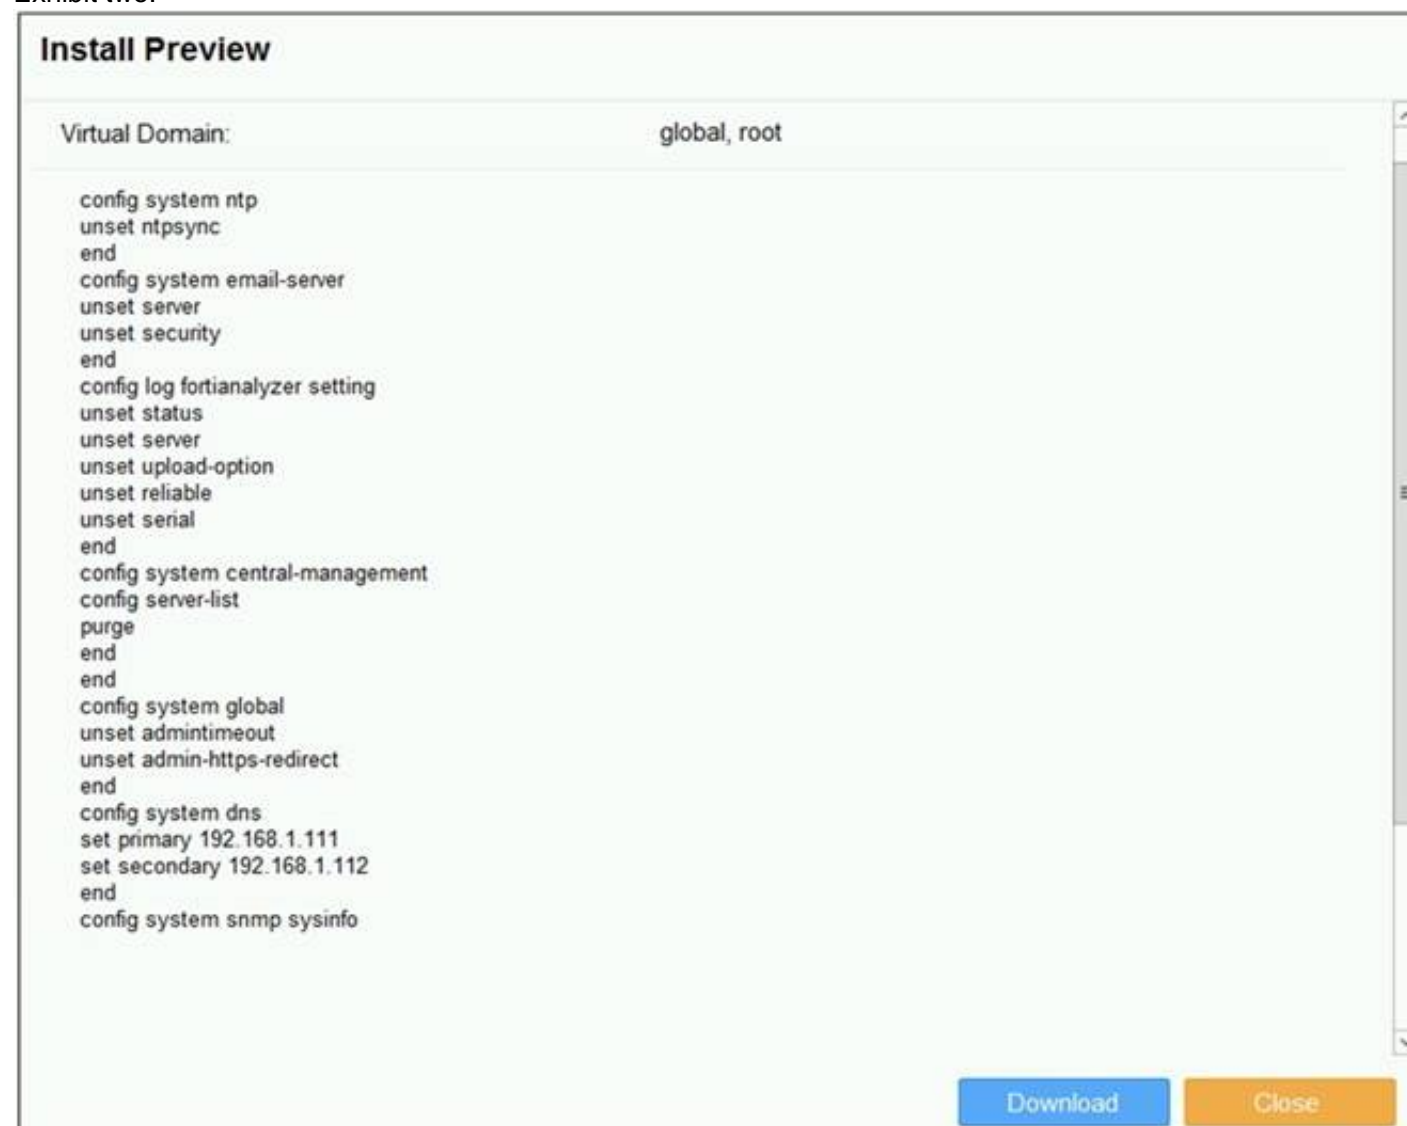 Exhibit two:
Install Preview
Virtual Domain: global, root
config system ntp
unset ntpsync
end
config system email-server
unset server
unset security
end
config log fortianalyzer setting
unset status
unset server
unset upload-option
unset reliable
unset serial
end
config system central-management
config server-list
purge
end
end
config system global
unset admintimeout
unset admin-https-redirect
end
config system dns
set primary 192.168.1.111
set secondary 192.168.1.112
end
config system snmp sysinfo
Download Close